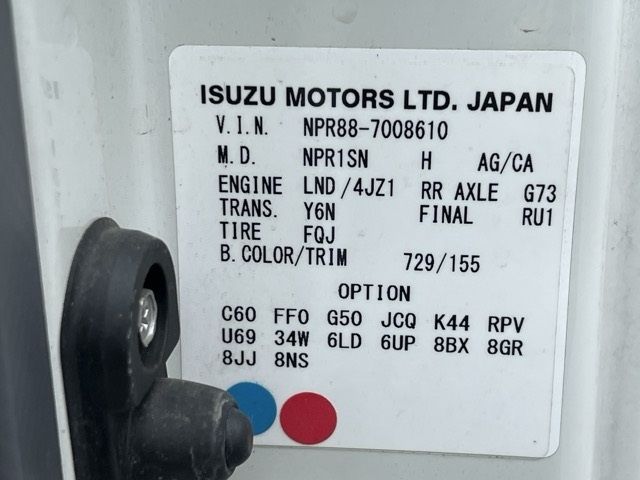 ISUZU MOTORS LTD. JAPAN
V.I.N. NPR88-7008610
M.D. NPR1SN H AG/CA
ENGINE LND/4JZ1 RR AXLE G73
TRANS. Y6N FINAL RU1
TIRE FQJ
B.COLOR/TRIM 729/155
OPTION
C60 FF0 G50 JCQ K44 RPV
U69 34W 6LD 6UP 8BX 8GR
8JJ 8NS